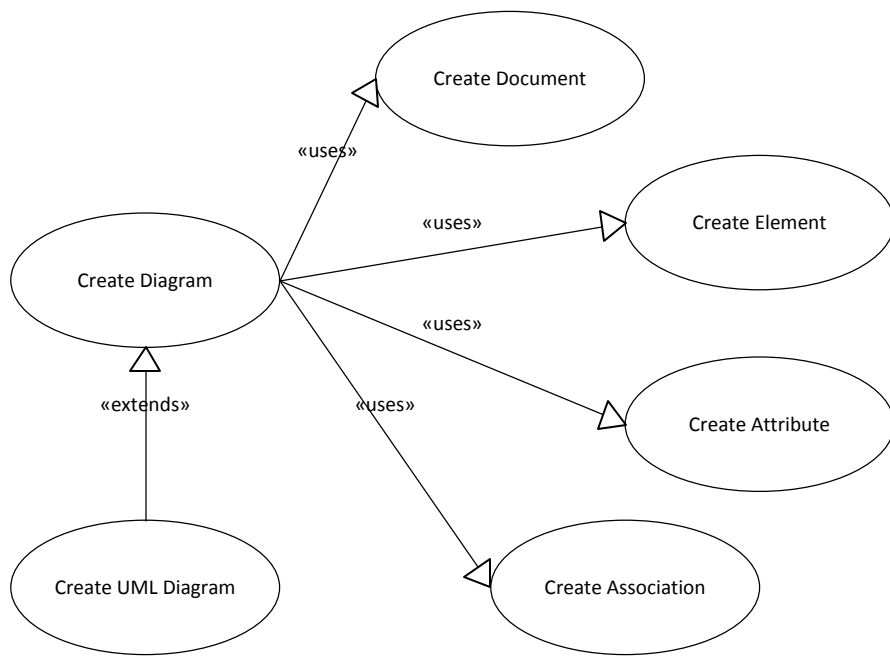 Create Document
«uses»
«uses»
Create Element
Create Diagram
«uses»
«extends»
«uses»
Create Attribute
Create UML Diagram
Create Association